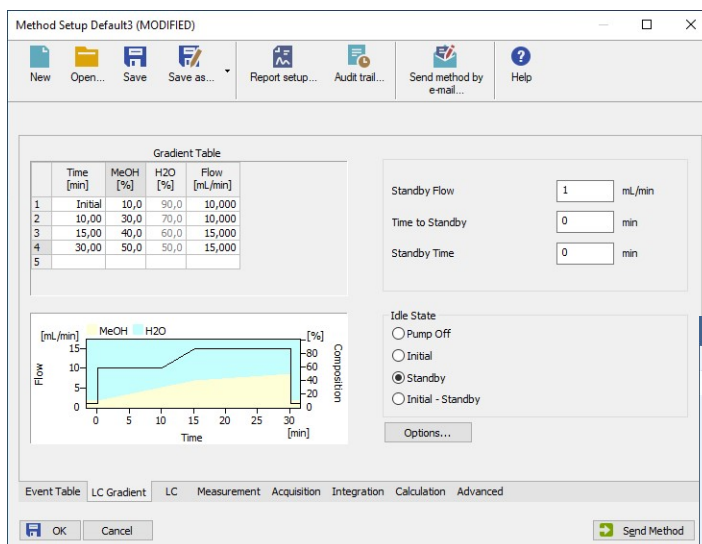 Method Setup Default3 (MODIFIED)
New Open... Save Save as... Report setup... Audit trail... Send method by e-mail... Help
Gradient Table
Time [min] MeOH [%] H2O [%] Flow [mL/min]
1 Initial 10,0 90,0 10,000
2 10,00 30,0 70,0 10,000
3 15,00 40,0 60,0 15,000
4 30,00 50,0 50,0 15,000
5
Standby Flow 1 mL/min
Time to Standby 0 min
Standby Time 0 min
[mL/min] MeOH H2O [%]
15 10 5 0
Flow
80 60 40 20 0
Composition
0 5 10 15 20 25 30
Time [min]
Idle State
Pump Off
Initial
Standby
Initial - Standby
Options...
Event Table LC Gradient LC Measurement Acquisition Integration Calculation Advanced
OK Cancel Send Method